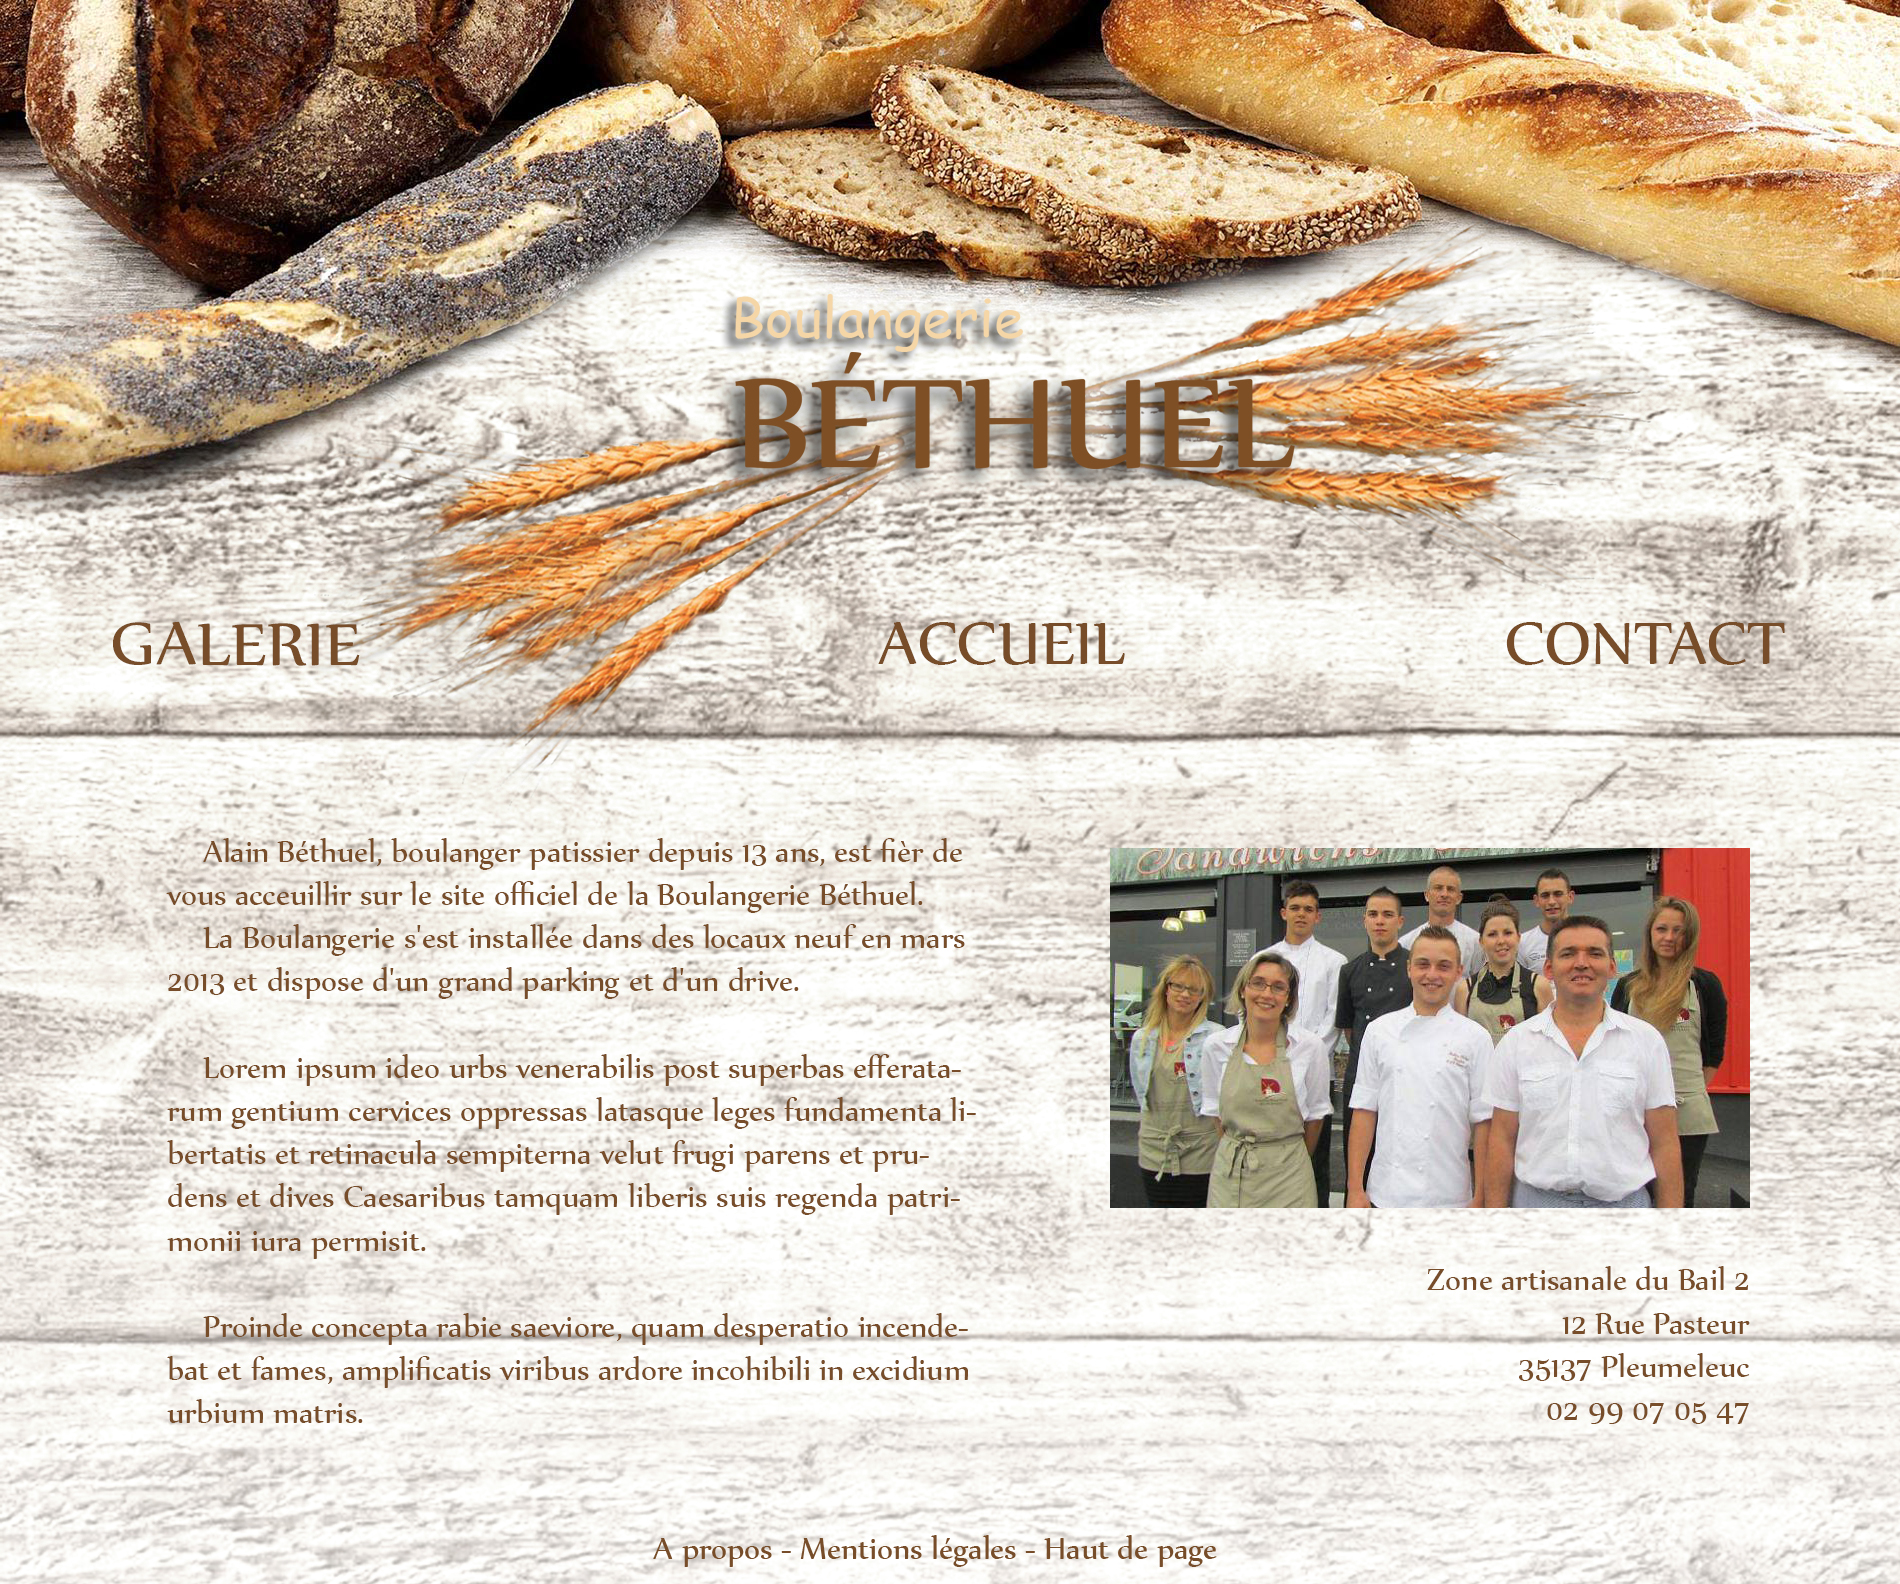 Boulangerie
BÉTHUEL
GALERIE
ACCUEIL
CONTACT
Alain Béthuel, boulanger patissier depuis 13 ans, est fièr de
vous acceuillir sur le site officiel de la Boulangerie Béthuel.
La Boulangerie s'est installée dans des locaux neuf en mars
2013 et dispose d'un grand parking et d'un drive.
Lorem ipsum ideo urbs venerabilis post superbas efferata-
rum gentium cervices oppressas latasque leges fundamenta li-
bertatis et retinacula sempiterna velut frugi parens et pru-
dens et dives Caesaribus tamquam liberis suis regenda patri-
monii iura permisit.
Proinde concepta rabie saeviore, quam desperatio incende-
bat et fames, amplificatis viribus ardore incohibili in excidium
urbium matris.
Sandwichs
Zone artisanale du Bail 2
12 Rue Pasteur
35137 Pleumeleuc
02 99 07 05 47
A propos - Mentions légales - Haut de page